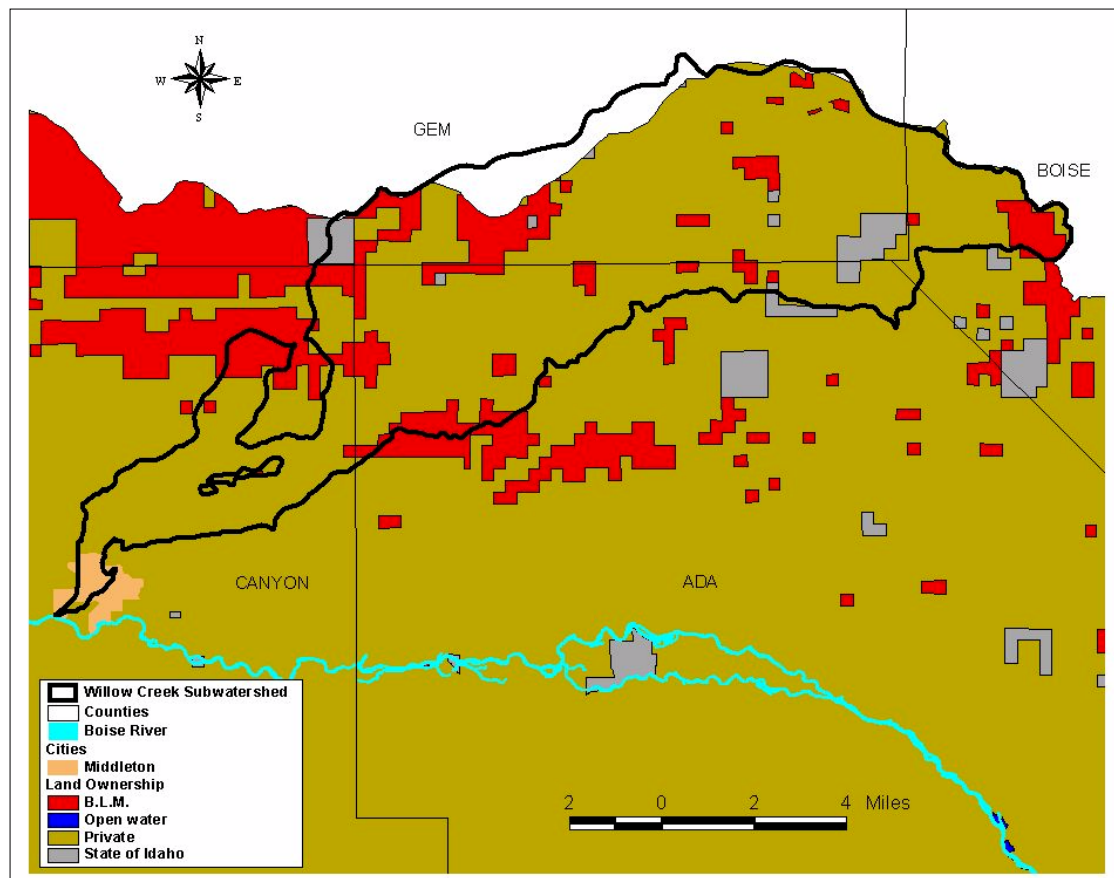 N
W E
S
GEM
BOISE
CANYON
ADA
Willow Creek Subwatershed
Counties
Boise River
Cities
Middleton
Land Ownership
B.L.M.
Open water
Private
State of Idaho
2 0 2 4 Miles